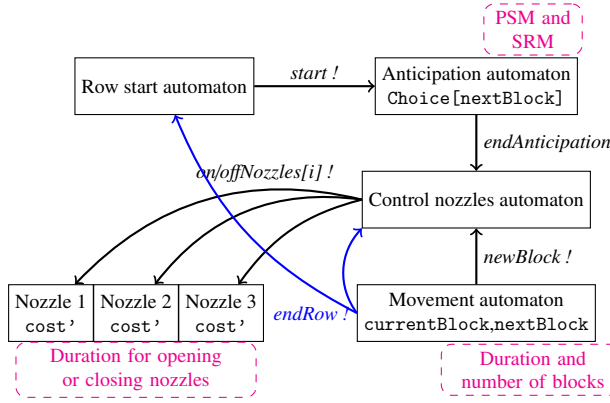 PSM and
SRM
Row start automaton
start !
Anticipation automaton
Choice[nextBlock]
endAnticipation
on/offNozzles[i] !
Control nozzles automaton
newBlock !
Nozzle 1
cost'
Nozzle 2
cost'
Nozzle 3
cost'
endRow !
Movement automaton
currentBlock,nextBlock
Duration for opening
or closing nozzles
Duration and
number of blocks